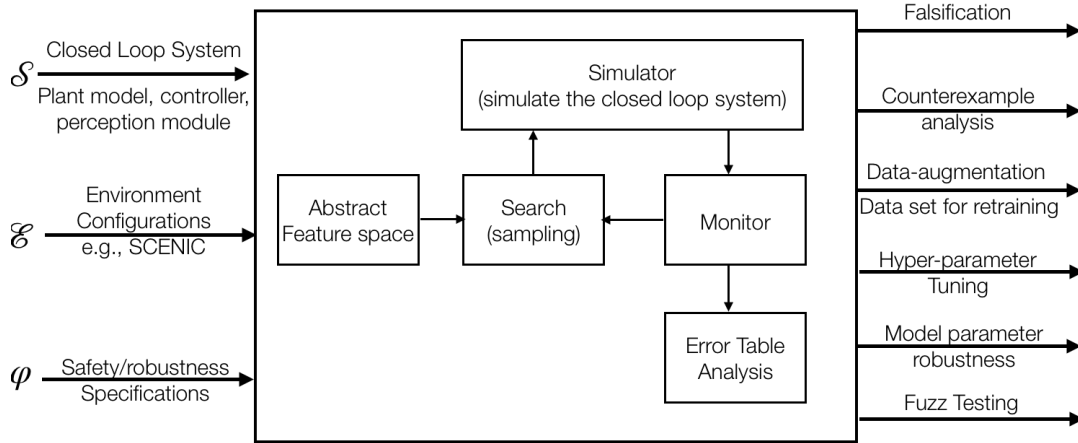 𝒮
Closed Loop System
Plant model, controller,
perception module
ℰ
Environment
Configurations
e.g., SCENIC
φ
Safety/robustness
Specifications
Simulator
(simulate the closed loop system)
Abstract
Feature space
Search
(sampling)
Monitor
Error Table
Analysis
Falsification
Counterexample
analysis
Data-augmentation
Data set for retraining
Hyper-parameter
Tuning
Model parameter
robustness
Fuzz Testing